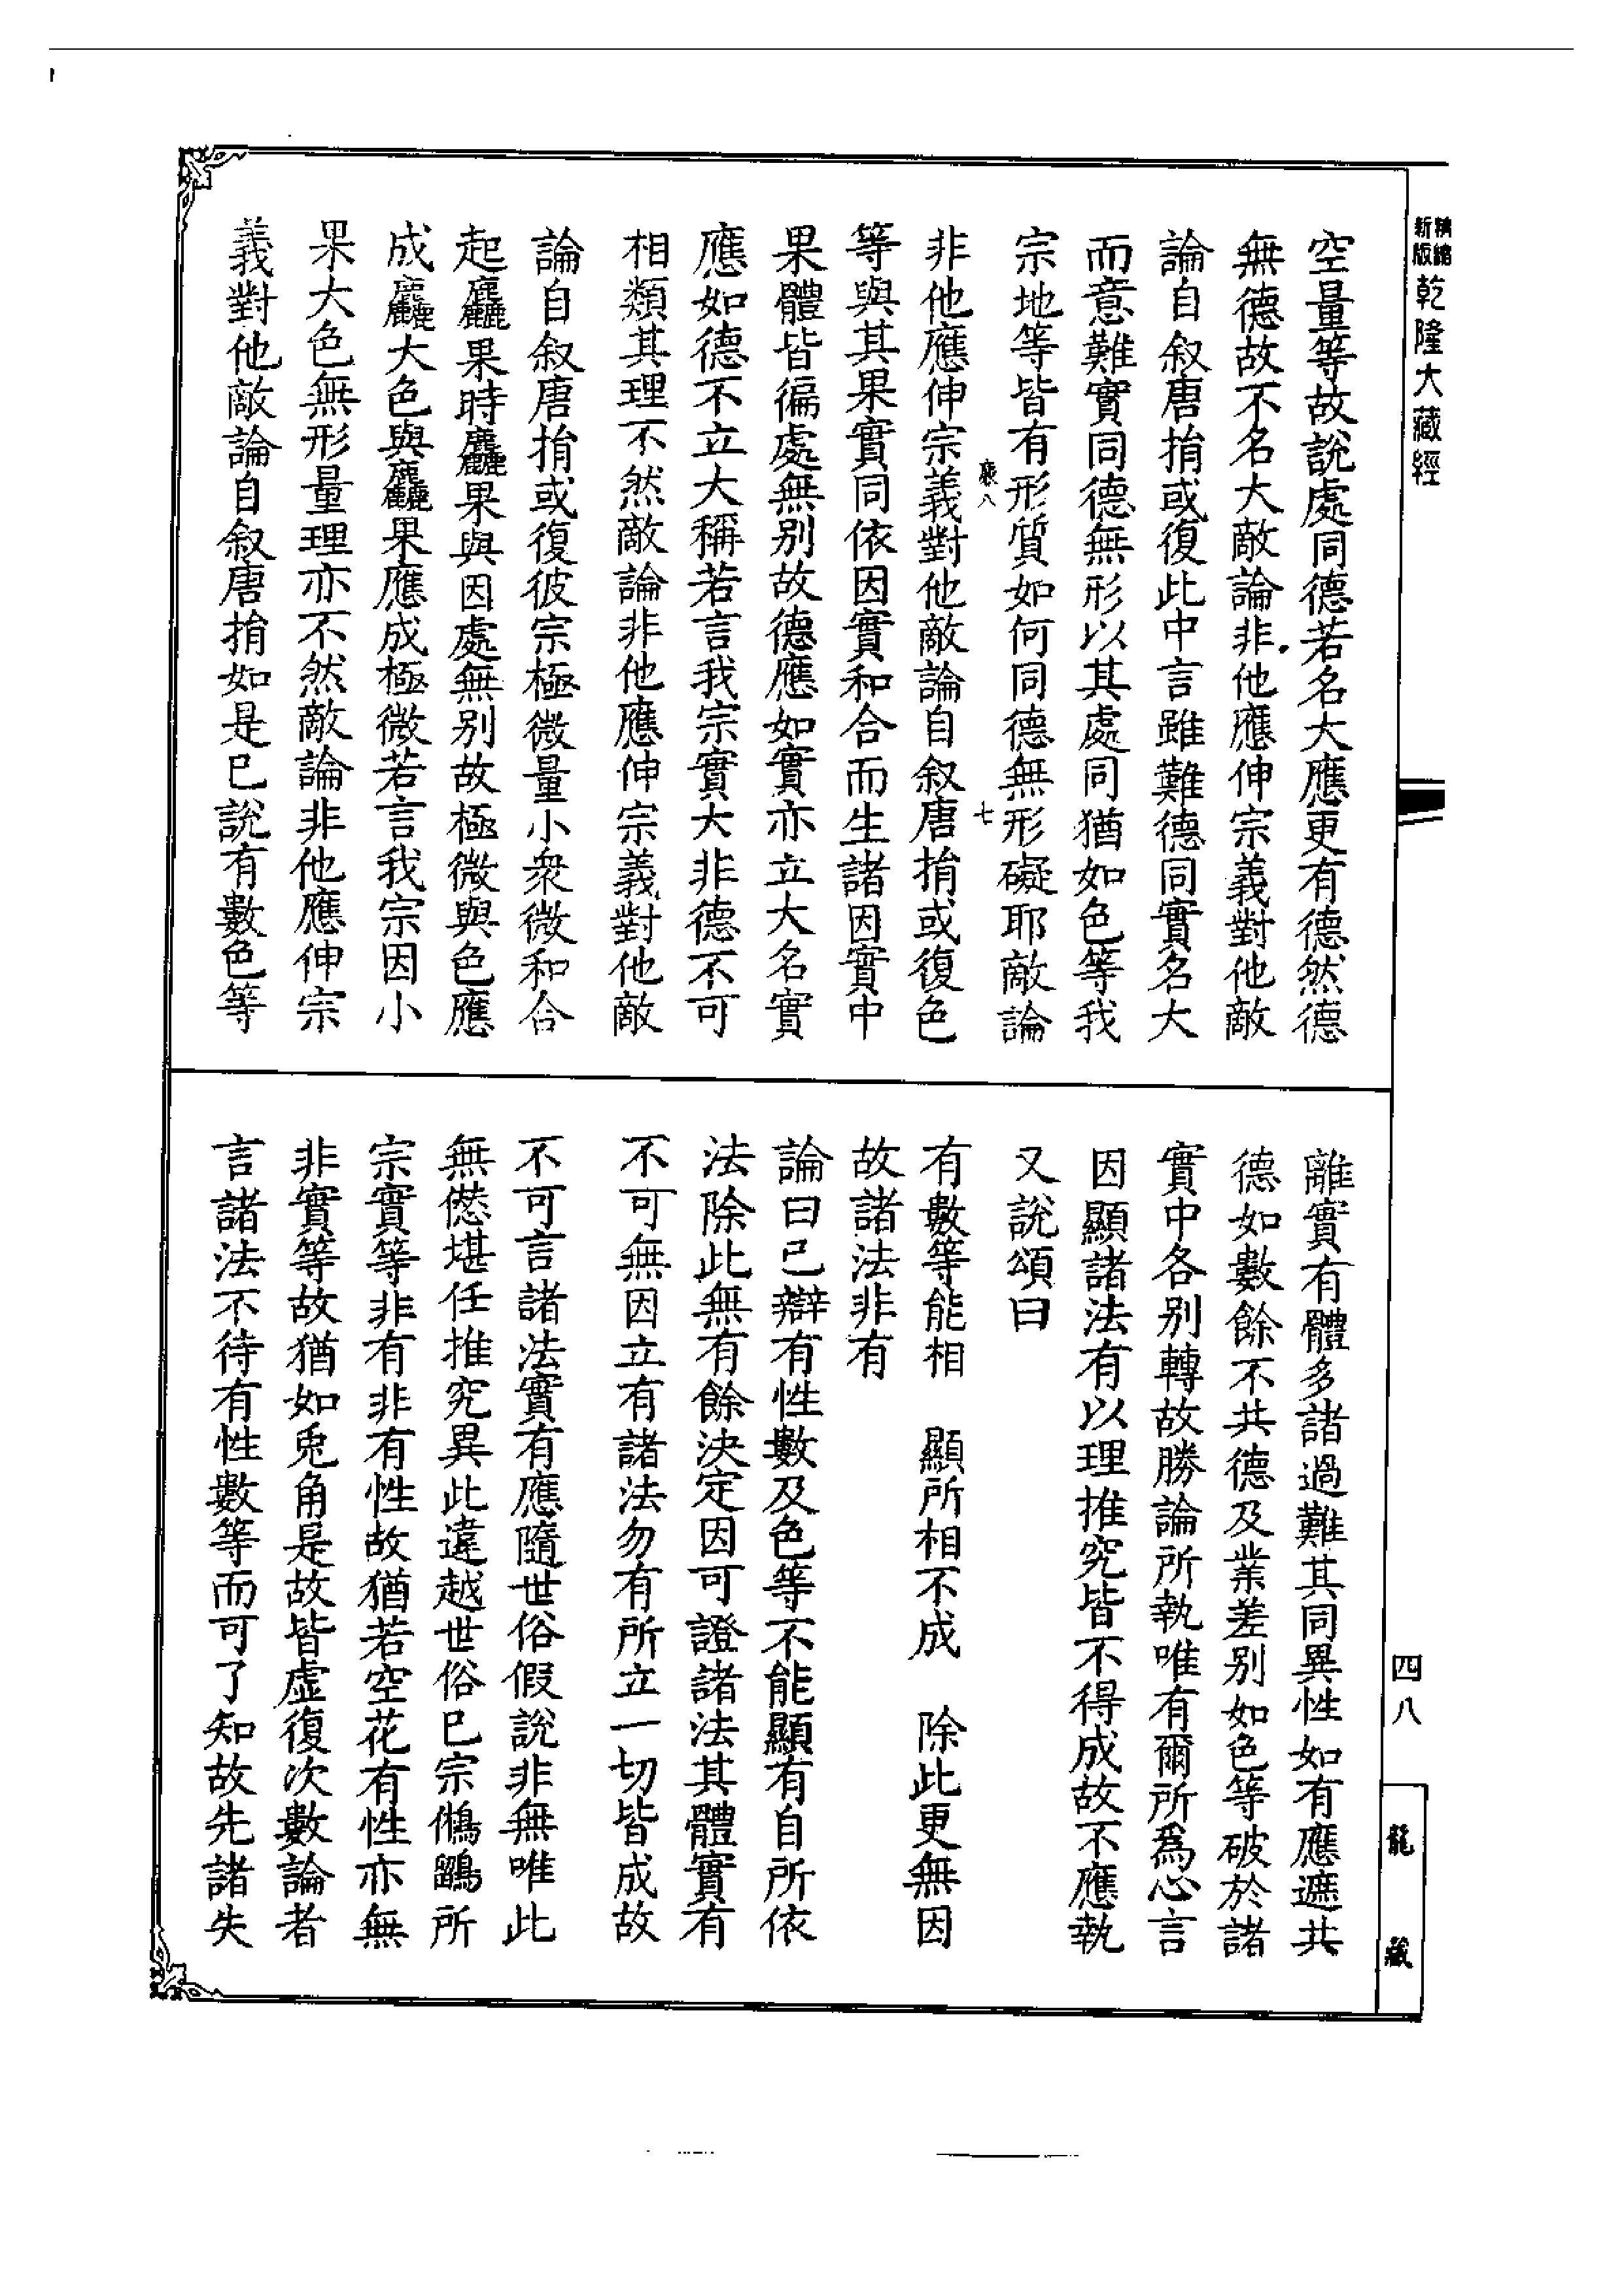 精縮
新版
乾隆大藏經
空量等故說處同德若名大應更有德然德
無德故不名大敵論非他應伸宗義對他敵
論自叙唐捐或復此中言雖難德同實名大
而意難實同德無形以其處同猶如色等我
宗地等皆有形質如何同德無形礙耶敵論
七
非他應伸宗義對他敵論自叙唐捐或復色
等與其果實同依因實和合而生諸因實中
果體皆徧處無别故德應如實亦立大名實
應如德不立大稱若言我宗實大非德不可
相類其理不然敵論非他應伸宗義對他敵
論自叙唐捐或復彼宗極微量小衆微和合
起麤果時麤果與因處無别故極微與色應
成麤大色與麤果應成極微若言我宗因小
果大色無形量理亦不然敵論非他應伸宗
義對他敵論自叙唐捐如是已說有數色等
離實有體多諸過難其同異性如有應遮共
德如數餘不共德及業差别如色等破於諸
實中各别轉故勝論所執唯有爾所爲心言
因顯諸法有以理推究皆不得成故不應執
又說頌曰
有數等能相　顯所相不成　除此更無因
故諸法非有
論曰已辯有性數及色等不能顯有自所依
法除此無有餘決定因可證諸法其體實有
不可無因立有諸法勿有所立一切皆成故
不可言諸法實有應隨世俗假說非無唯此
無愆堪任推究異此違越世俗已宗鵂鶹所
宗實等非有非有性故猶若空花有性亦無
非實等故猶如兎角是故皆虛復次數論者
言諸法不待有性數等而可了知故先諸失
四八
龍藏